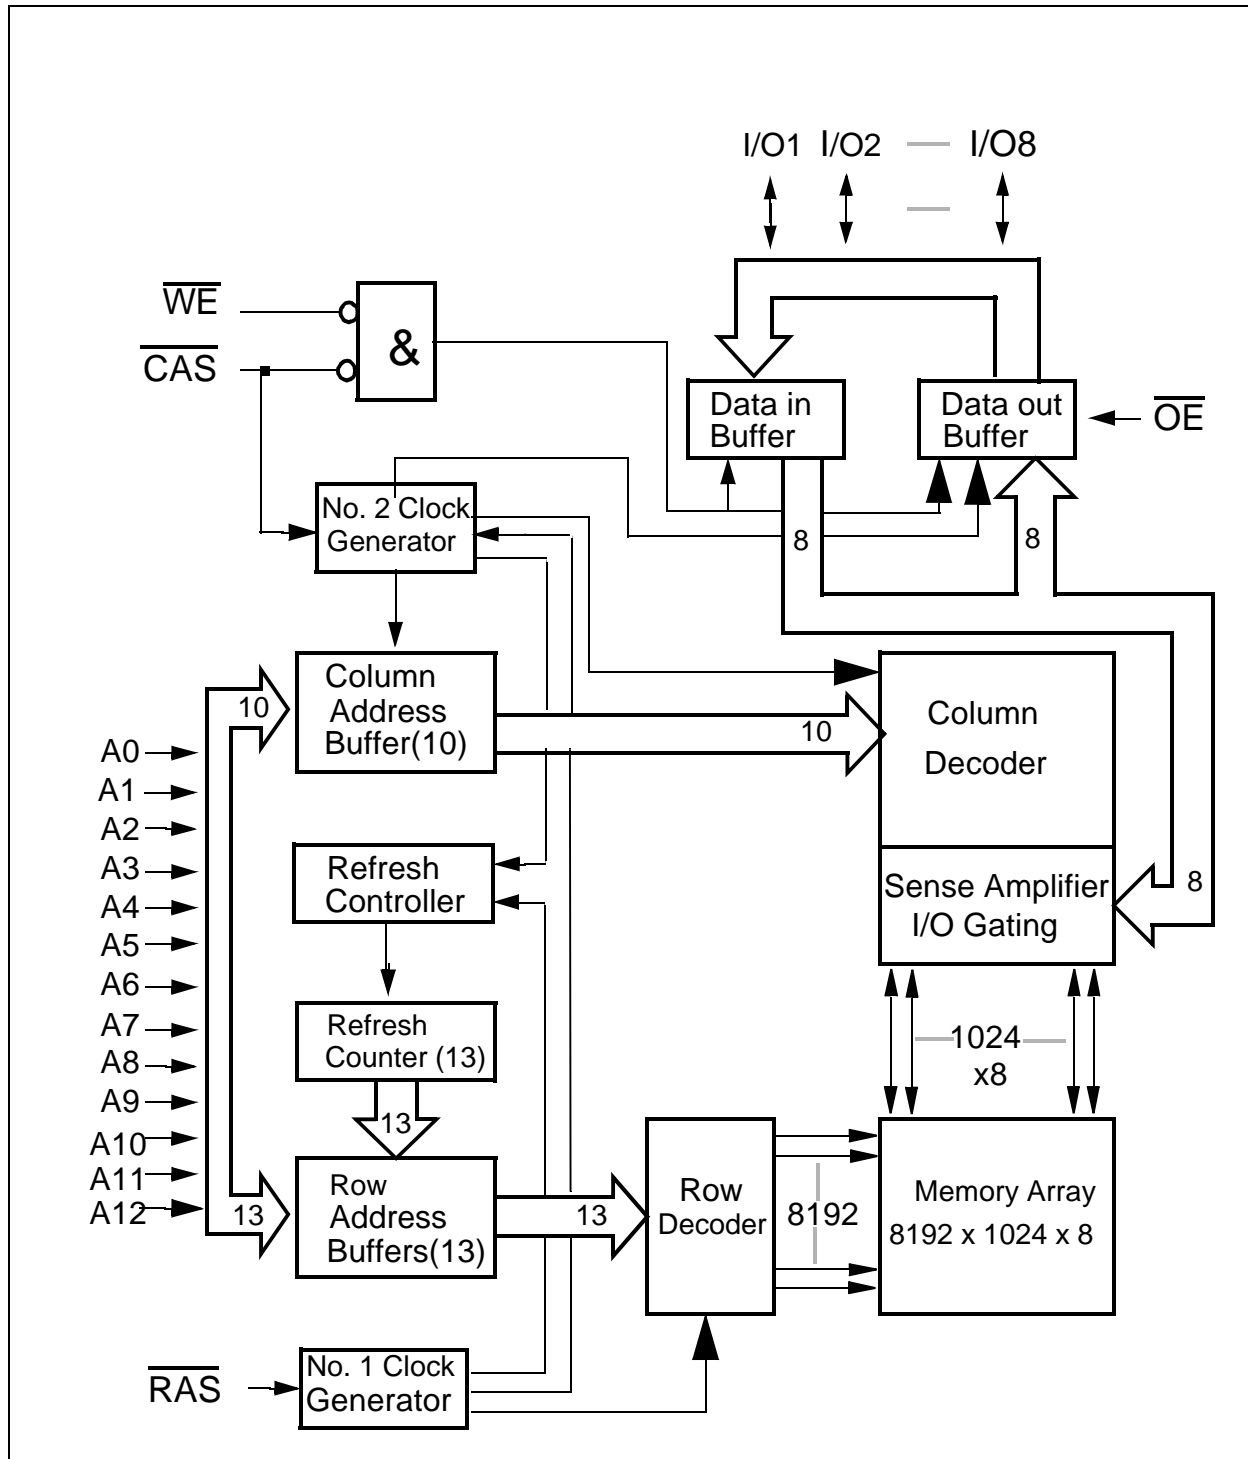 I/O1 I/O2 I/O8
WE
&
CAS
Data in
Buffer
Data out
Buffer
OE
No. 2 Clock
Generator
8
8
Column
Address
Buffer(10)
10
10
Column
Decoder
A0
A1
A2
A3
A4
A5
A6
A7
A8
A9
A10
A11
A12
Refresh
Controller
Sense Amplifier
I/O Gating
8
Refresh
Counter (13)
1024
x8
13
13
Row
Address
Buffers(13)
13
Row
Decoder
8192
Memory Array
8192 x 1024 x 8
RAS
No. 1 Clock
Generator